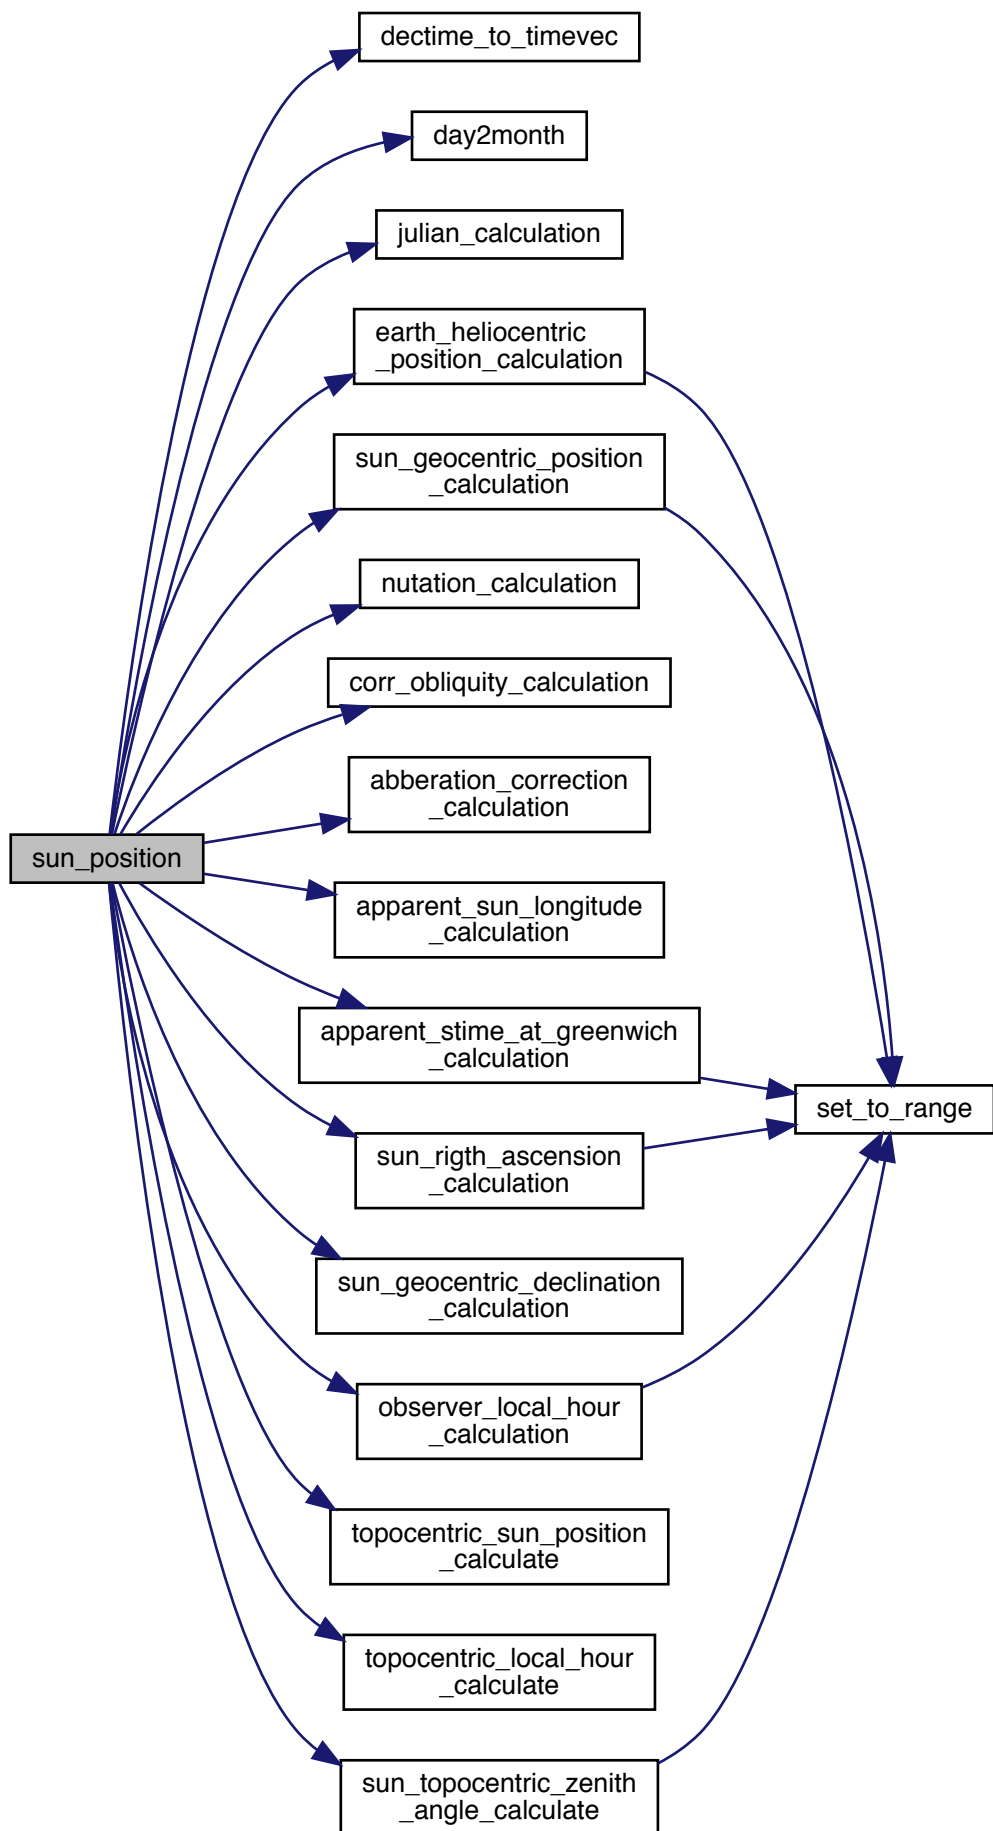 dectime_to_timevec
day2month
julian_calculation
earth_heliocentric
_position_calculation
sun_geocentric_position
_calculation
nutation_calculation
corr_obliquity_calculation
abberation_correction
_calculation
sun_position
apparent_sun_longitude
_calculation
apparent_stime_at_greenwich
_calculation
set_to_range
sun_rigth_ascension
_calculation
sun_geocentric_declination
_calculation
observer_local_hour
_calculation
topocentric_sun_position
_calculate
topocentric_local_hour
_calculate
sun_topocentric_zenith
_angle_calculate